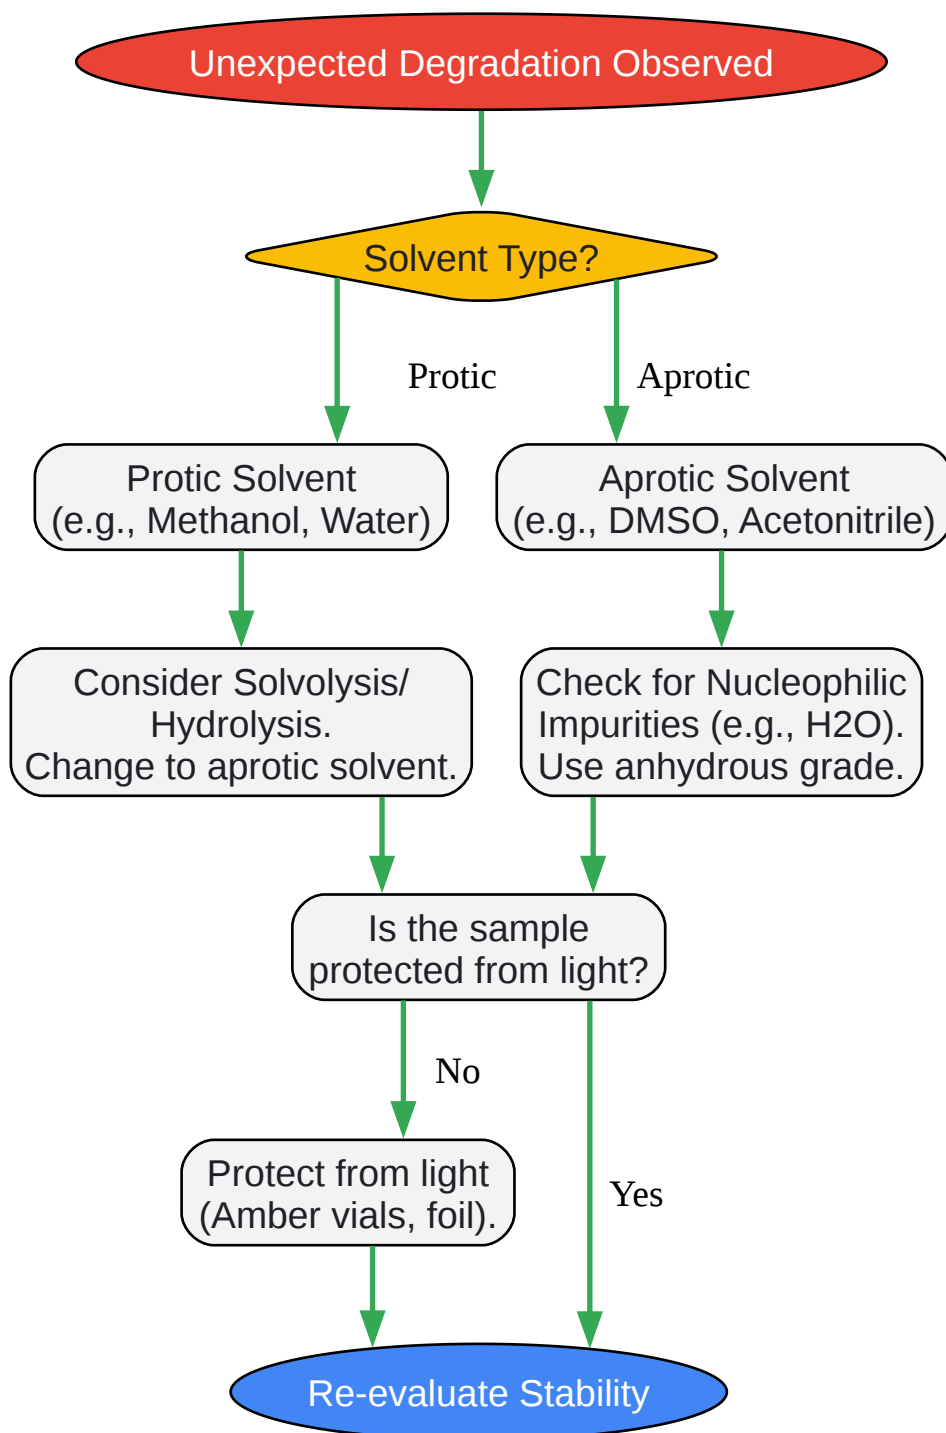 Unexpected Degradation Observed
Solvent Type?
Protic
Aprotic
Protic Solvent
(e.g., Methanol, Water)
Aprotic Solvent
(e.g., DMSO, Acetonitrile)
Consider Solvolysis/
Hydrolysis.
Change to aprotic solvent.
Check for Nucleophilic
Impurities (e.g., H2O).
Use anhydrous grade.
Is the sample
protected from light?
No
Protect from light
(Amber vials, foil).
Yes
Re-evaluate Stability